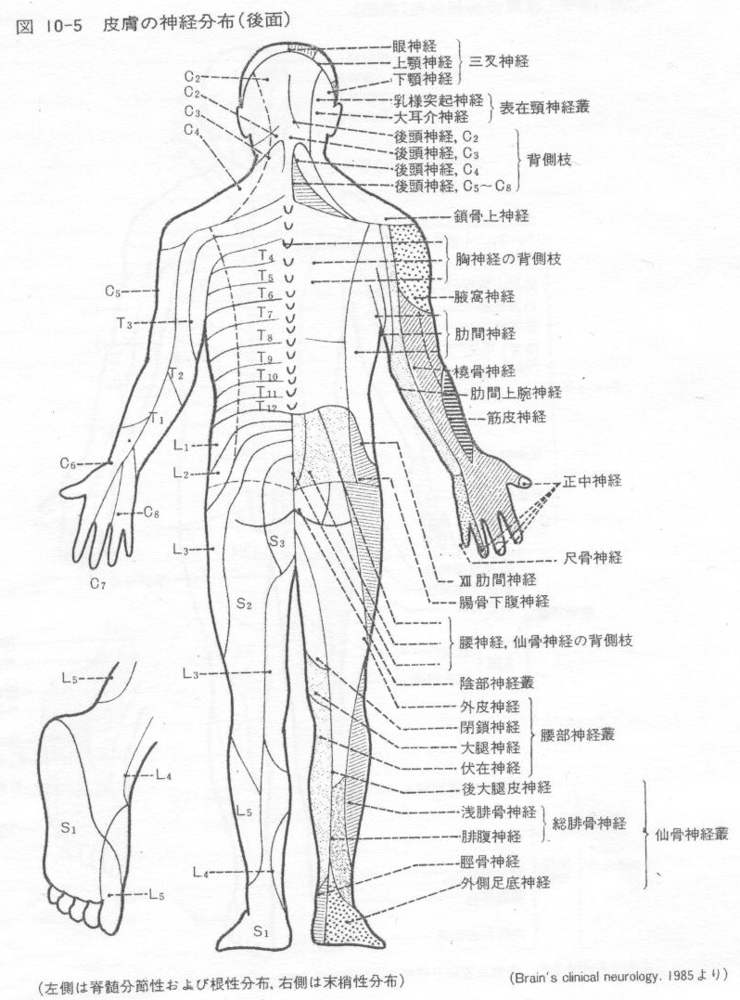 図 10-5 皮膚の神経分布(後面)
眼神経
上顎神経
下顎神経
三叉神経
乳様突起神経
大耳介神経
表在頸神経叢
後頭神経, C2
後頭神経, C3
後頭神経, C4
後頭神経, C5～C8
背側枝
鎖骨上神経
胸神経の背側枝
腋窩神経
肋間神経
橈骨神経
肋間上腕神経
筋皮神経
正中神経
尺骨神経
XII 肋間神経
腸骨下腹神経
腰神経, 仙骨神経の背側枝
陰部神経叢
外皮神経
閉鎖神経
大腿神経
伏在神経
腰部神経叢
後大腿皮神経
浅腓骨神経
腓腹神経
総腓骨神経
脛骨神経
外側足底神経
仙骨神経叢
C2
C2
C3
C4
C5
T3
T2
T1
C6
C8
C7
T4
T5
T6
T7
T8
T9
T10
T11
T12
L1
L2
L3
S3
S2
L3
L5
L4
S1
L5
L4
S1
L5
(左側は脊髄分節性および根性分布, 右側は末梢性分布)
(Brain's clinical neurology. 1985より)